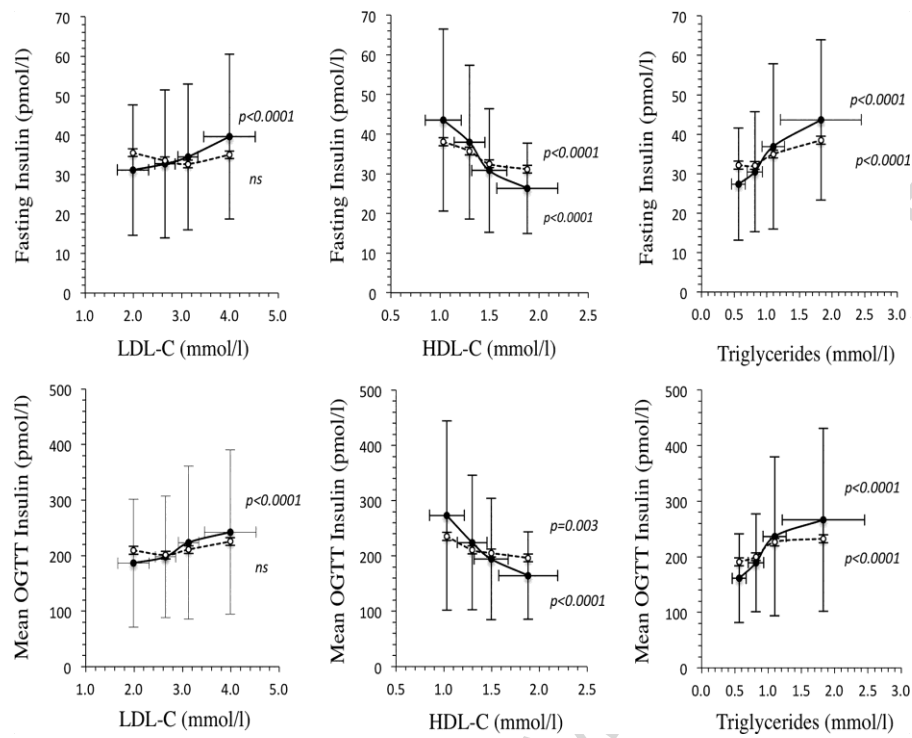 70
60
50
40
30
20
10
0
Fasting Insulin (pmol/l)
p<0.0001
ns
1.0 2.0 3.0 4.0 5.0
LDL-C (mmol/l)
70
60
50
40
30
20
10
0
Fasting Insulin (pmol/l)
p<0.0001
p<0.0001
0.5 1.0 1.5 2.0 2.5
HDL-C (mmol/l)
70
60
50
40
30
20
10
0
Fasting Insulin (pmol/l)
p<0.0001
p<0.0001
0.0 0.5 1.0 1.5 2.0 2.5 3.0
Triglycerides (mmol/l)
500
400
300
200
100
0
Mean OGTT Insulin (pmol/l)
p<0.0001
ns
1.0 2.0 3.0 4.0 5.0
LDL-C (mmol/l)
500
400
300
200
100
0
Mean OGTT Insulin (pmol/l)
p=0.003
p<0.0001
0.5 1.0 1.5 2.0 2.5
HDL-C (mmol/l)
500
400
300
200
100
0
Mean OGTT Insulin (pmol/l)
p<0.0001
p<0.0001
0.0 0.5 1.0 1.5 2.0 2.5 3.0
Triglycerides (mmol/l)